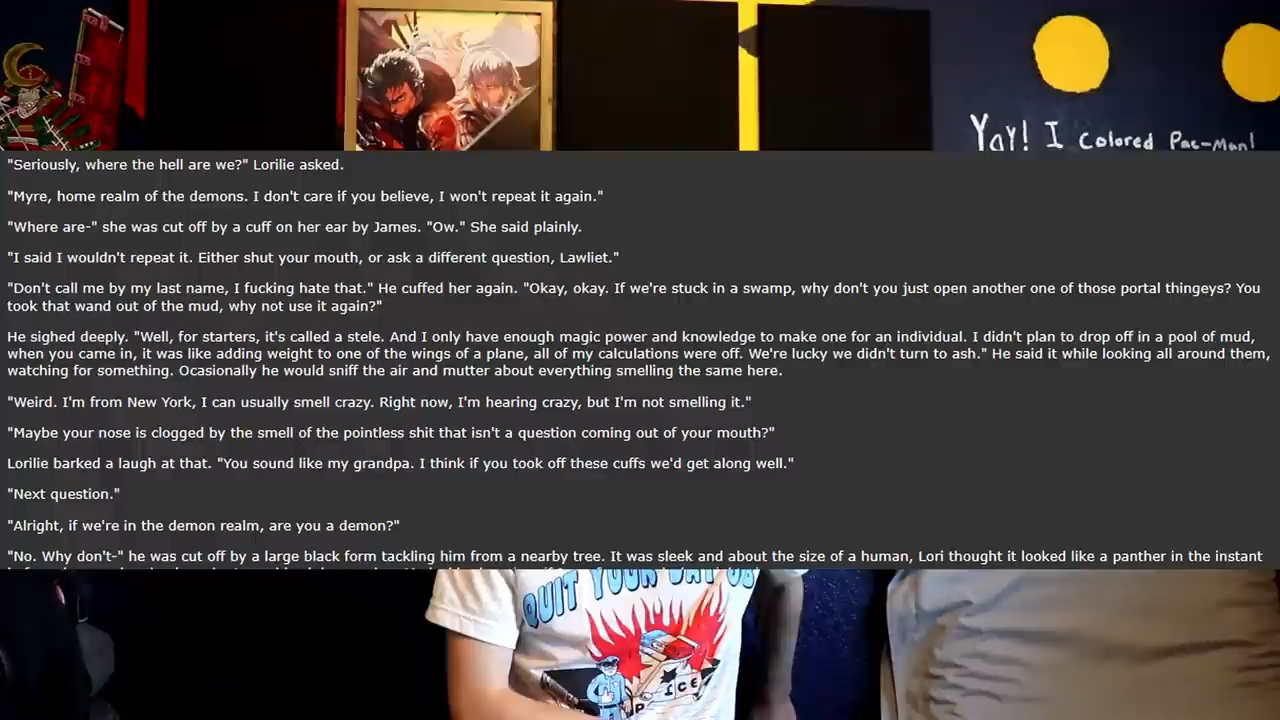 Yay! I Colored Pac-Man!
"Seriously, where the hell are we?" Lorilie asked.
"Myre, home realm of the demons. I don't care if you believe, I won't repeat it again."
"Where are-" she was cut off by a cuff on her ear by James. "Ow." She said plainly.
"I said I wouldn't repeat it. Either shut your mouth, or ask a different question, Lawliet."
"Don't call me by my last name, I fucking hate that." He cuffed her again. "Okay, okay. If we're stuck in a swamp, why don't you just open another one of those portal thingeys? You
took that wand out of the mud, why not use it again?"
He sighed deeply. "Well, for starters, it's called a stele. And I only have enough magic power and knowledge to make one for an individual. I didn't plan to drop off in a pool of mud,
when you came in, it was like adding weight to one of the wings of a plane, all of my calculations were off. We're lucky we didn't turn to ash." He said it while looking all around them,
watching for something. Ocasionally he would sniff the air and mutter about everything smelling the same here.
"Weird. I'm from New York, I can usually smell crazy. Right now, I'm hearing crazy, but I'm not smelling it."
"Maybe your nose is clogged by the smell of the pointless shit that isn't a question coming out of your mouth?"
Lorilie barked a laugh at that. "You sound like my grandpa. I think if you took off these cuffs we'd get along well."
"Next question."
"Alright, if we're in the demon realm, are you a demon?"
"No. Why don't-" he was cut off by a large black form tackling him from a nearby tree. It was sleek and about the size of a human, Lori thought it looked like a panther in the instant
QUIT YOUR DAY